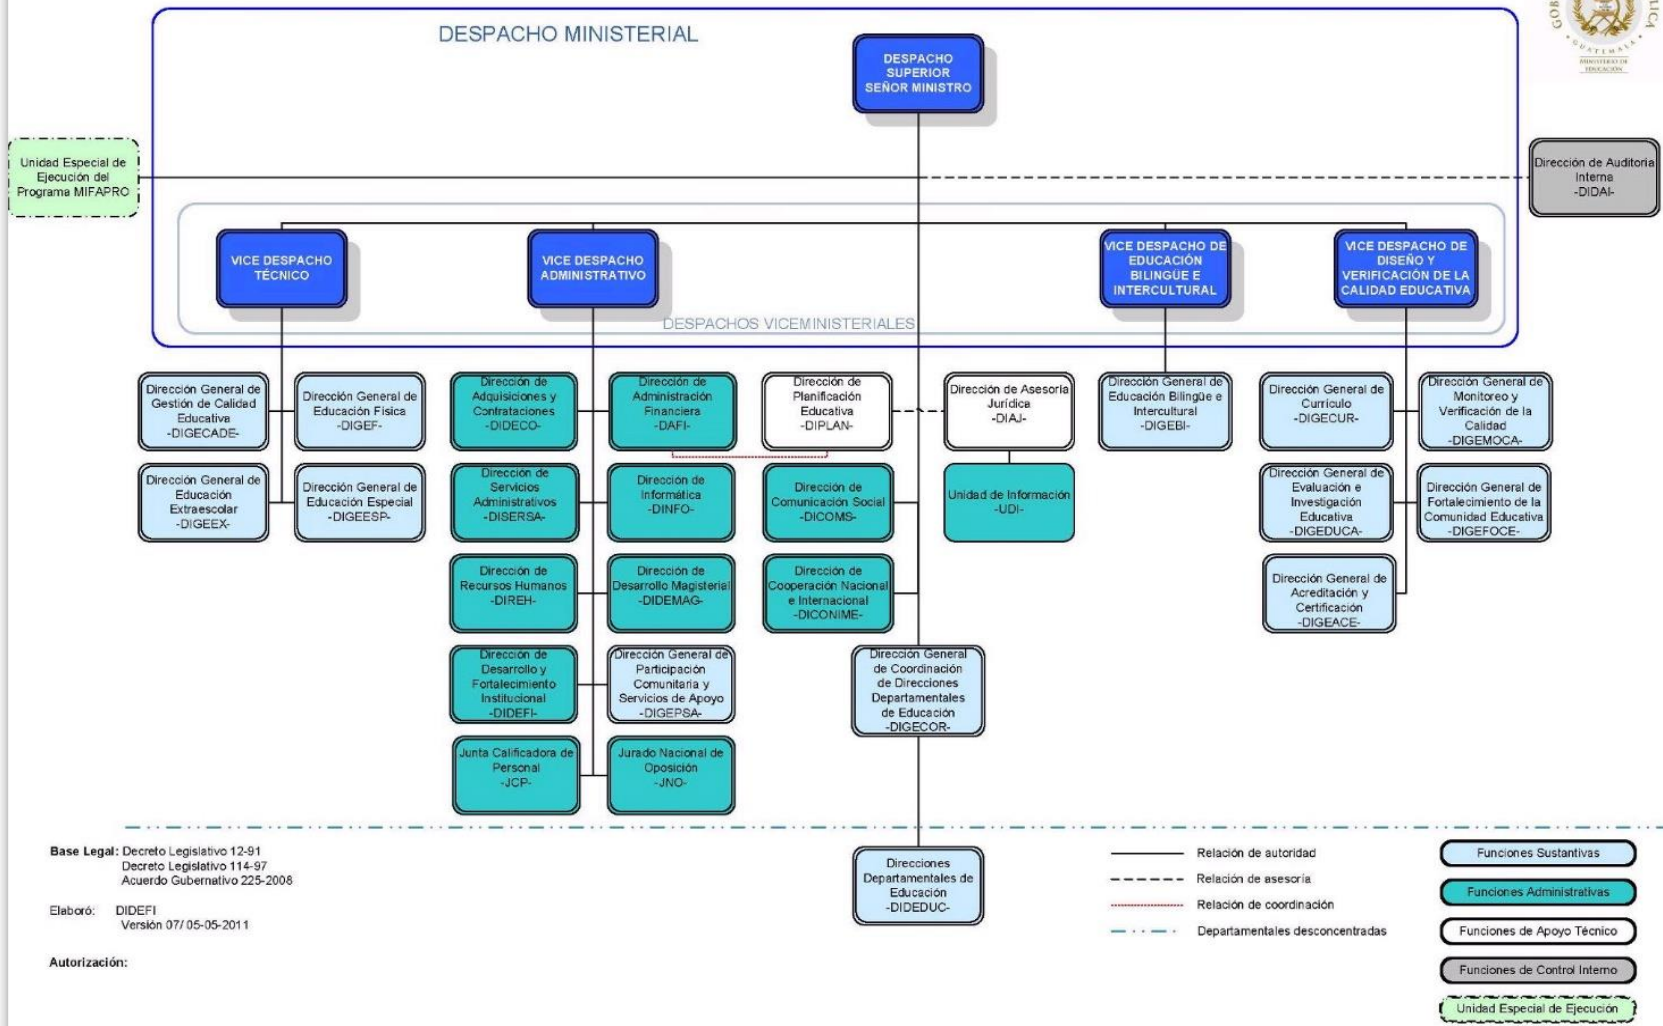 DESPACHO MINISTERIAL
DESPACHO
SUPERIOR
SEÑOR MINISTRO
GUATEMALA
MINISTERIO DE
EDUCACIÓN
Unidad Especial de
Ejecución del
Programa MIFAPRO
Dirección de Auditoria
Interna
-DIDAI-
VICE DESPACHO
TÉCNICO
VICE DESPACHO
ADMINISTRATIVO
VICE DESPACHO DE
EDUCACIÓN
BILINGÜE E
INTERCULTURAL
VICE DESPACHO DE
DISEÑO Y
VERIFICACIÓN DE LA
CALIDAD EDUCATIVA
DESPACHOS VICEMINISTERIALES
Dirección General de
Gestión de Calidad
Educativa
-DIGECADE-
Dirección General de
Educación Física
-DIGEF-
Dirección de
Adquisiciones y
Contrataciones
-DIDECO-
Dirección de
Administración
Financiera
-DAFI-
Dirección de
Planificación
Educativa
-DIPLAN-
Dirección de Asesoría
Jurídica
-DIAJ-
Dirección General de
Educación Bilingüe e
Intercultural
-DIGEBI-
Dirección General de
Currículo
-DIGECUR-
Dirección General de
Monitoreo y
Verificación de la
Calidad
-DIGEMOCA-
Dirección General de
Educación
Extraescolar
-DIGEEX-
Dirección General de
Educación Especial
-DIGEESP-
Dirección de
Servicios
Administrativos
-DISERSA-
Dirección de
Informática
-DINFO-
Dirección de
Comunicación Social
-DICOMS-
Unidad de Información
-UDI-
Dirección General de
Evaluación e
Investigación
Educativa
-DIGEDUCA-
Dirección General de
Fortalecimiento de la
Comunidad Educativa
-DIGEFOCE-
Dirección de
Recursos Humanos
-DIREH-
Dirección de
Desarrollo Magisterial
-DIDEMAG-
Dirección de
Cooperación Nacional
e Internacional
-DICONIME-
Dirección General de
Acreditación y
Certificación
-DIGEACE-
Dirección de
Desarrollo y
Fortalecimiento
Institucional
-DIDEFI-
Dirección General de
Participación
Comunitaria y
Servicios de Apoyo
-DIGEPSA-
Dirección General
de Coordinación
de Direcciones
Departamentales
de Educación
-DIGECOR-
Junta Calificadora de
Personal
-JCP-
Jurado Nacional de
Oposición
-JNO-
Direcciones
Departamentales de
Educación
-DIDEDUC-
Base Legal: Decreto Legislativo 12-91
Decreto Legislativo 114-97
Acuerdo Gubernativo 225-2008
Elaboró: DIDEFI
Versión 07/ 05-05-2011
Autorización:
Relación de autoridad
Relación de asesoría
Relación de coordinación
Departamentales desconcentradas
Funciones Sustantivas
Funciones Administrativas
Funciones de Apoyo Técnico
Funciones de Control Interno
Unidad Especial de Ejecución